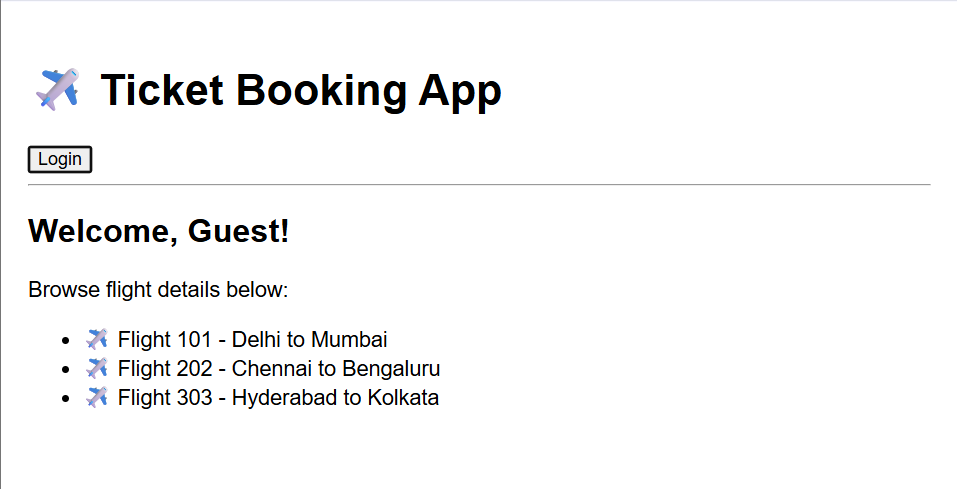 ✈️ Ticket Booking App
Login
Welcome, Guest!
Browse flight details below:
• ✈️ Flight 101 - Delhi to Mumbai
• ✈️ Flight 202 - Chennai to Bengaluru
• ✈️ Flight 303 - Hyderabad to Kolkata